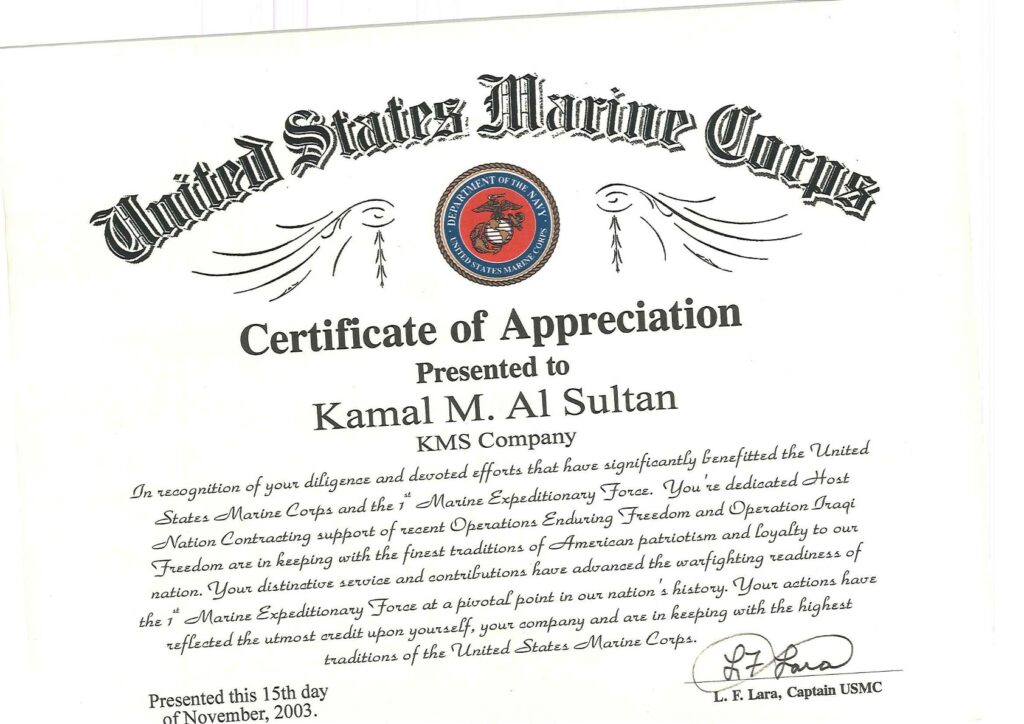 United States Marine Corps
DEPARTMENT OF THE NAVY
UNITED STATES MARINE CORPS
Certificate of Appreciation
Presented to
Kamal M. Al Sultan
KMS Company
In recognition of your diligence and devoted efforts that have significantly benefitted the United
States Marine Corps and the 1st Marine Expeditionary Force. You're dedicated Host
Nation Contracting support of recent Operations Enduring Freedom and Operation Iraqi
Freedom are in keeping with the finest traditions of American patriotism and loyalty to our
nation. Your distinctive service and contributions have advanced the warfighting readiness of
the 1st Marine Expeditionary Force at a pivotal point in our nation's history. Your actions have
reflected the utmost credit upon yourself, your company and are in keeping with the highest
traditions of the United States Marine Corps.
LF Lara
L. F. Lara, Captain USMC
Presented this 15th day
of November, 2003.